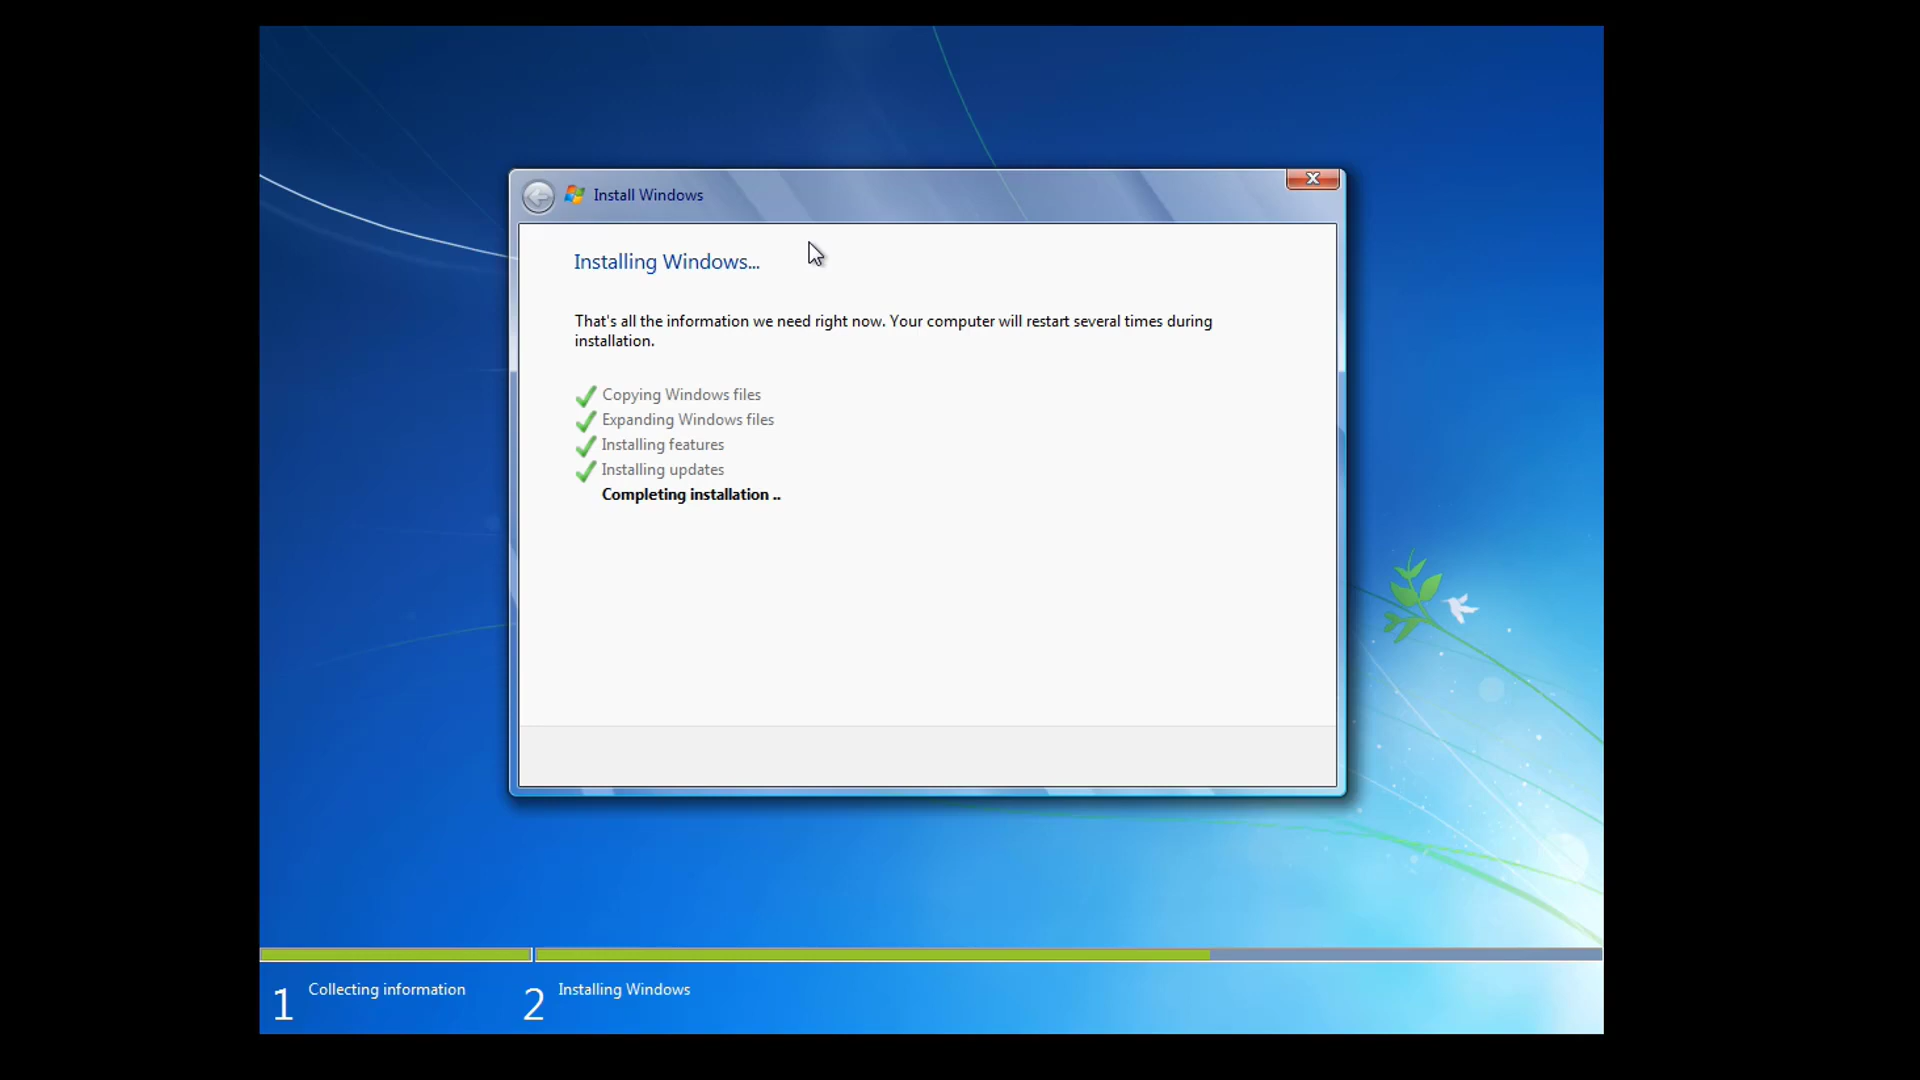 Install Windows
Installing Windows...
That's all the information we need right now. Your computer will restart several times during
installation.
Copying Windows files
Expanding Windows files
Installing features
Installing updates
Completing installation ..
1 Collecting information
2 Installing Windows